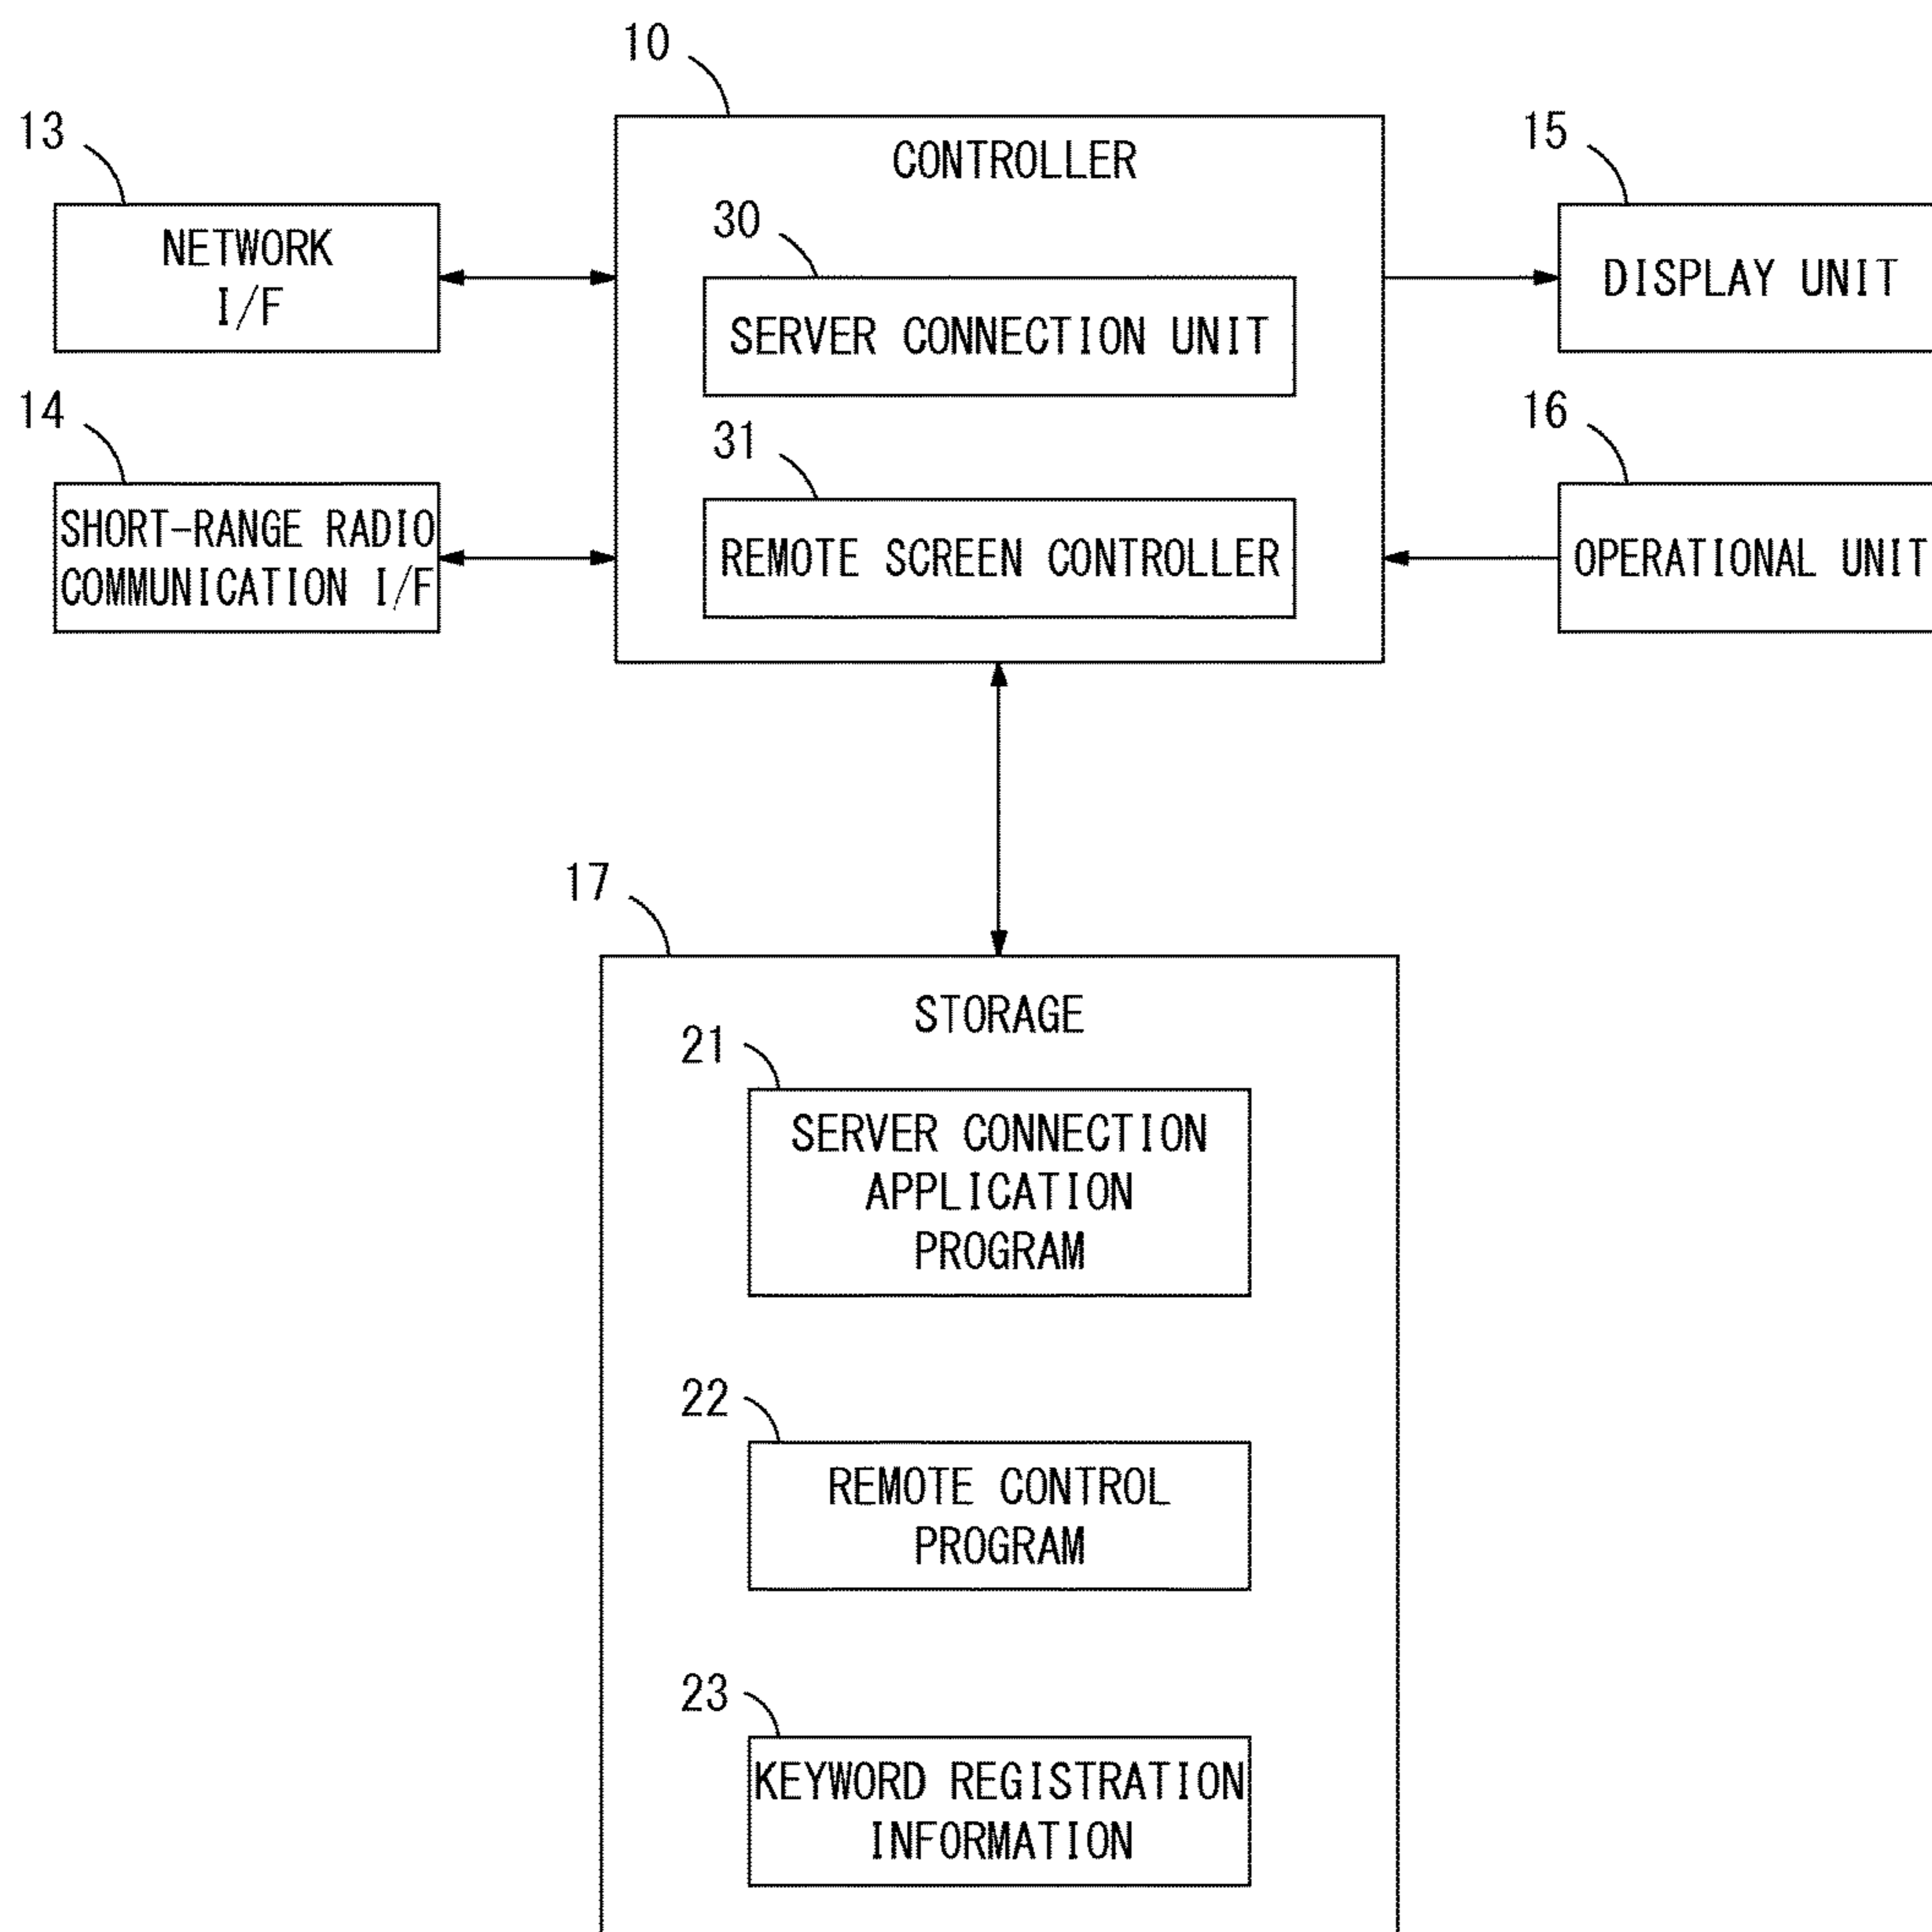 10
CONTROLLER
13
NETWORK
I/F
30
SERVER CONNECTION UNIT
15
DISPLAY UNIT
14
SHORT-RANGE RADIO
COMMUNICATION I/F
31
REMOTE SCREEN CONTROLLER
16
OPERATIONAL UNIT
17
STORAGE
21
SERVER CONNECTION
APPLICATION
PROGRAM
22
REMOTE CONTROL
PROGRAM
23
KEYWORD REGISTRATION
INFORMATION